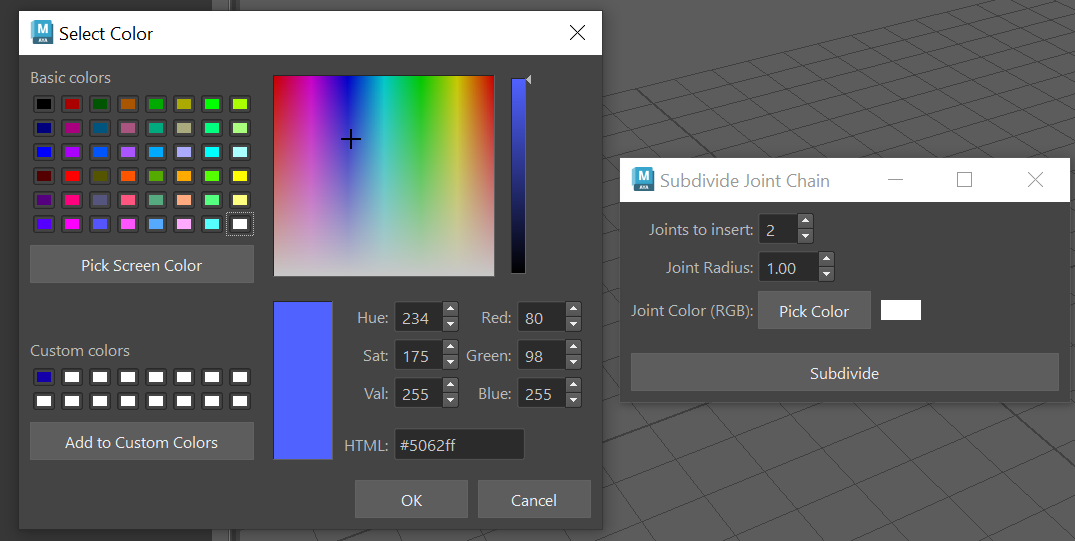 M
AYA
Select Color
Basic colors
Pick Screen Color
Custom colors
Add to Custom Colors
Hue: 234 Red: 80
Sat: 175 Green: 98
Val: 255 Blue: 255
HTML: #5062ff
OK Cancel
M
AYA
Subdivide Joint Chain
Joints to insert: 2
Joint Radius: 1.00
Joint Color (RGB): Pick Color
Subdivide